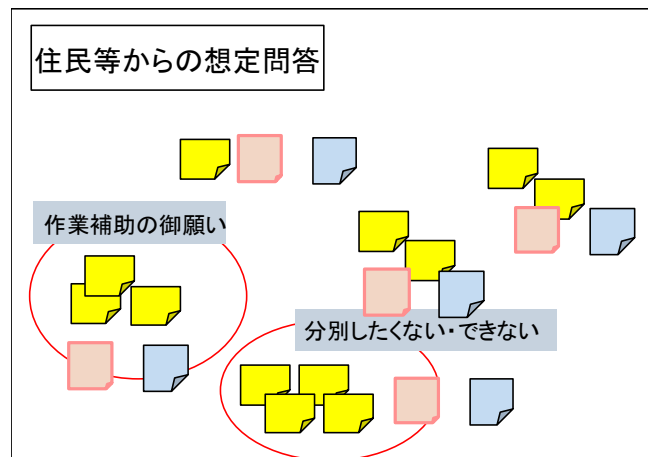 住民等からの想定問答
作業補助の御願い
分別したくない・できない